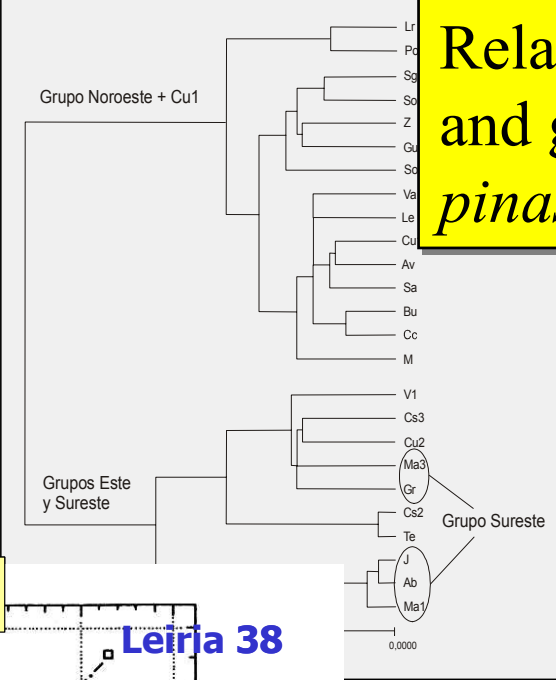 Rela
and g
pinas
Grupo Noroeste + Cu1
Lr
Po
Sg
So
Z
Gu
So
Va
Le
Cu
Av
Sa
Bu
Cc
M
V1
Cs3
Cu2
Ma3
Gr
Cs2
Te
J
Ab
Ma1
Grupos Este
y Sureste
Grupo Sureste
0,0000
Leiria 38